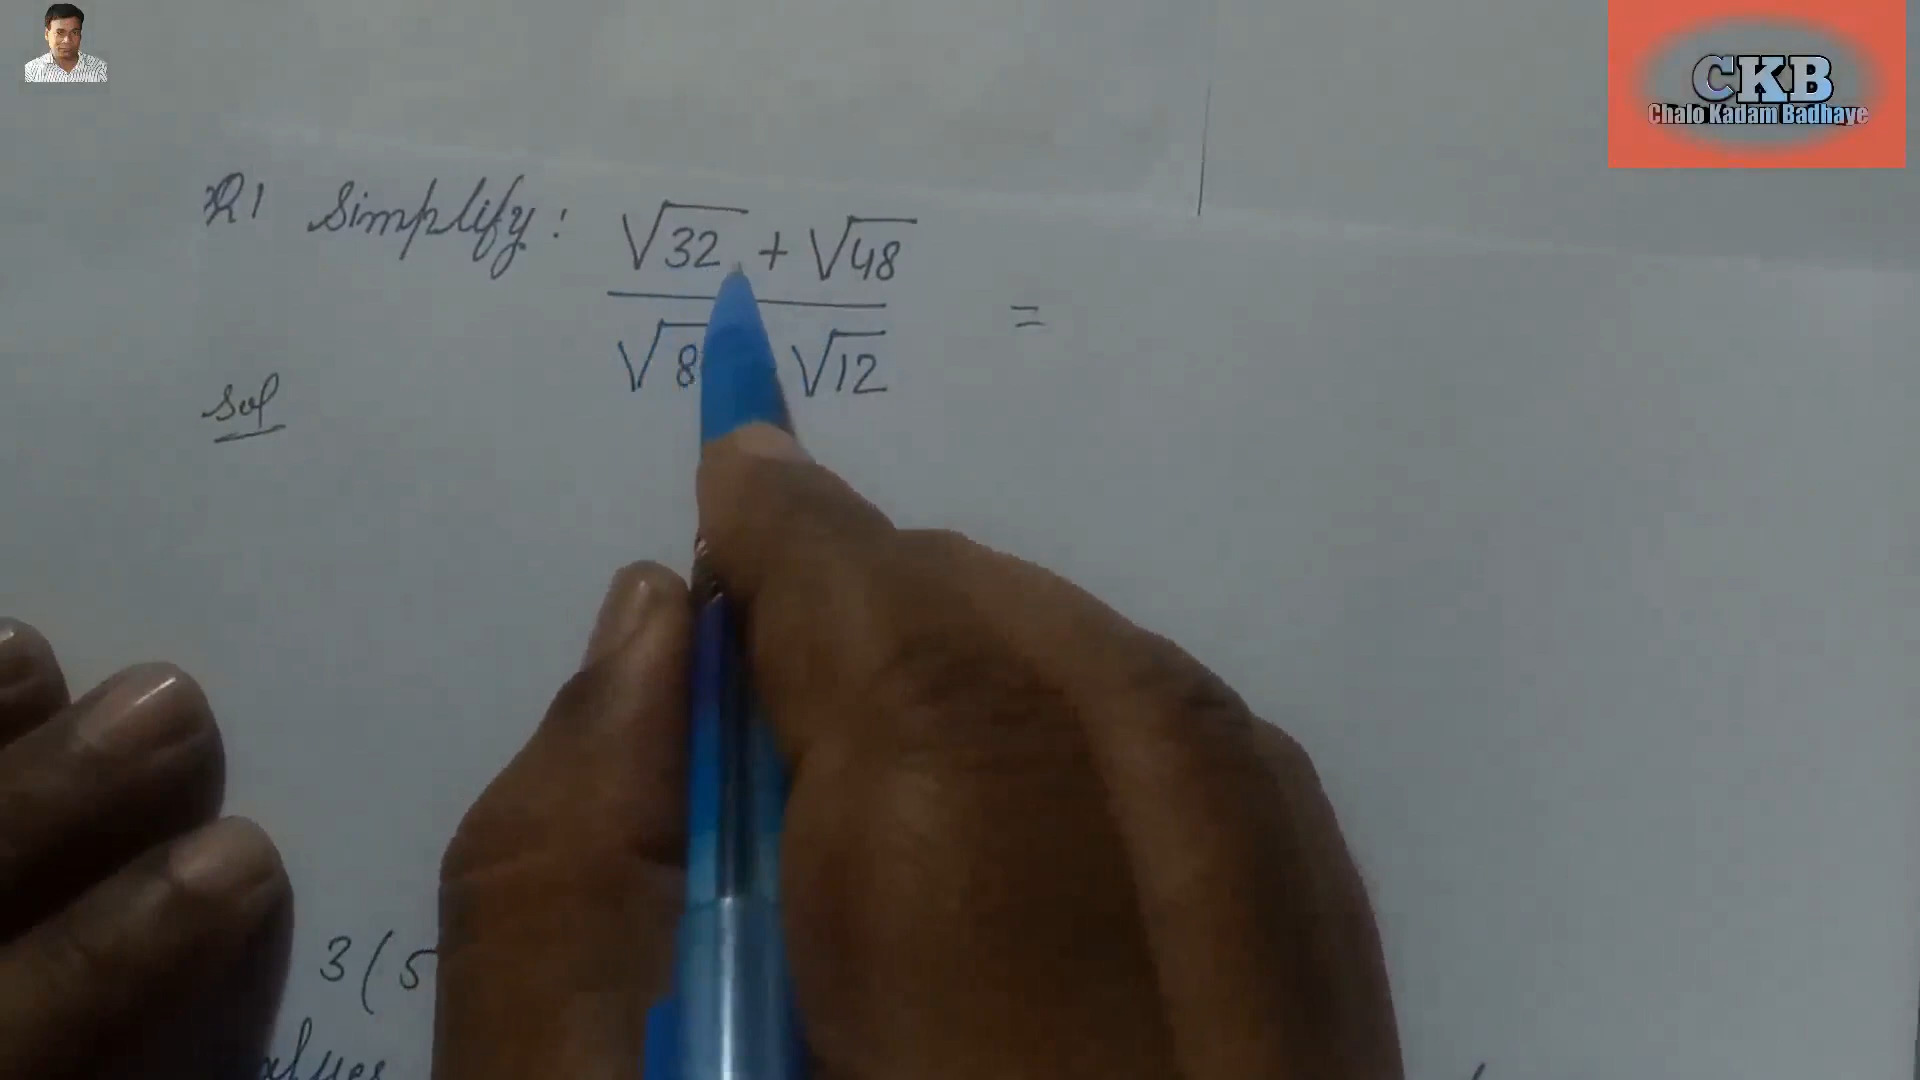 CKB
Chalo Kadam Badhaye
Q1 Simplify: √32 + √48
√8 √12 =
Sol
3(5